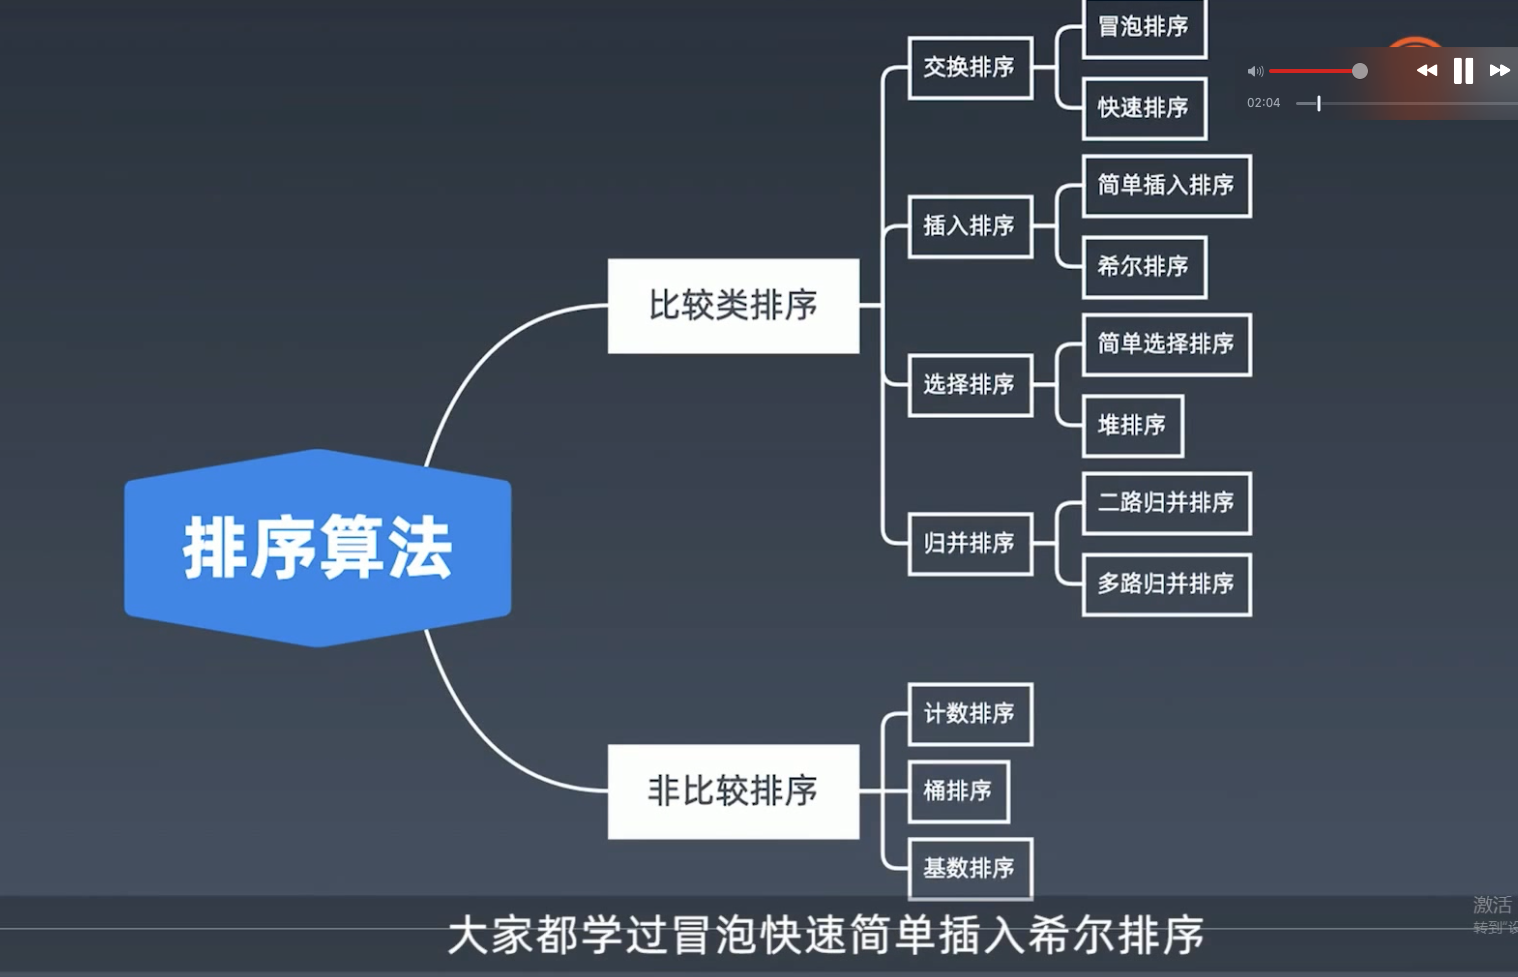 冒泡排序
交换排序
02:04
快速排序
简单插入排序
插入排序
希尔排序
比较类排序
简单选择排序
选择排序
堆排序
二路归并排序
归并排序
排序算法
多路归并排序
计数排序
非比较排序
桶排序
基数排序
激活
大家都学过冒泡快速简单插入希尔排序
转到"设